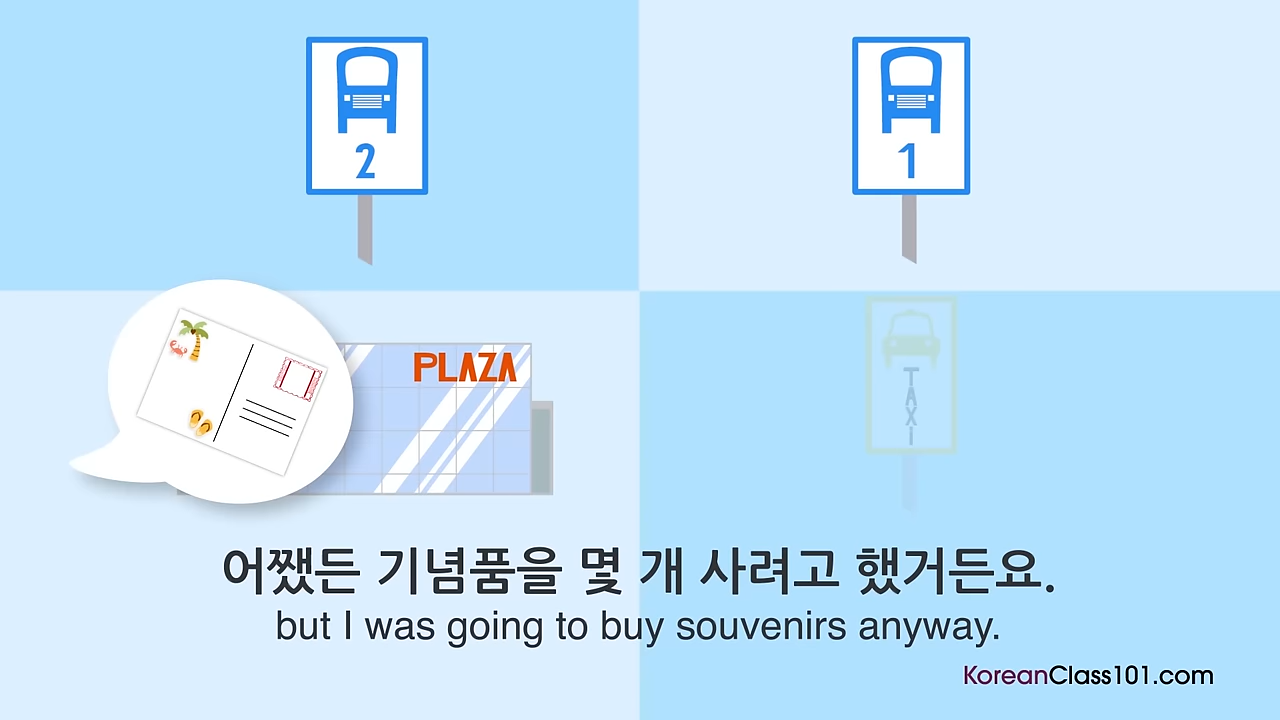 2
1
PLAZA
TAXI
어쨌든 기념품을 몇 개 사려고 했거든요.
but I was going to buy souvenirs anyway.
KoreanClass101.com